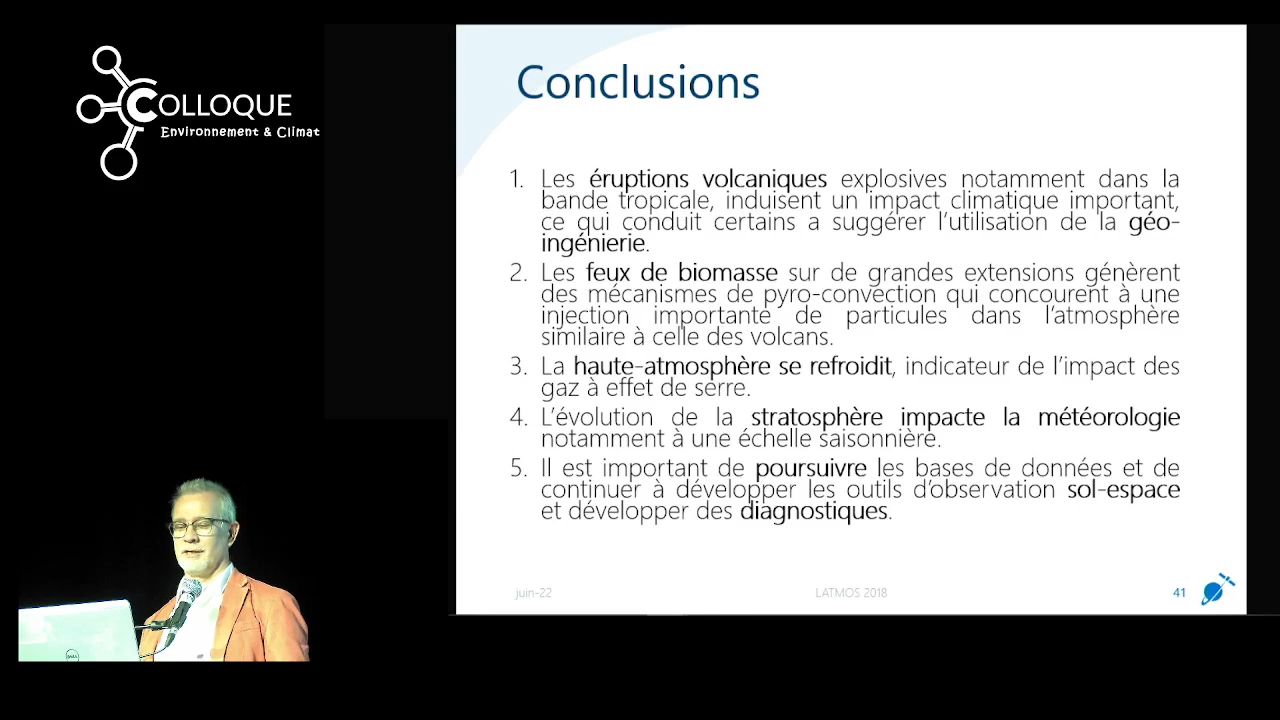 COLLOQUE
Environnement & Climat
Conclusions
1. Les éruptions volcaniques explosives notamment dans la
bande tropicale, induisent un impact climatique important,
ce qui conduit certains a suggérer l'utilisation de la géo-
ingénierie.
2. Les feux de biomasse sur de grandes extensions génèrent
des mécanismes de pyro-convection qui concourent à une
injection importante de particules dans l'atmosphère
similaire à celle des volcans.
3. La haute-atmosphère se refroidit, indicateur de l'impact des
gaz à effet de serre.
4. L'évolution de la stratosphère impacte la météorologie
notamment à une échelle saisonnière.
5. Il est important de poursuivre les bases de données et de
continuer à développer les outils d'observation sol-espace
et développer des diagnostiques.
juin-22
LATMOS 2018
41
DELL